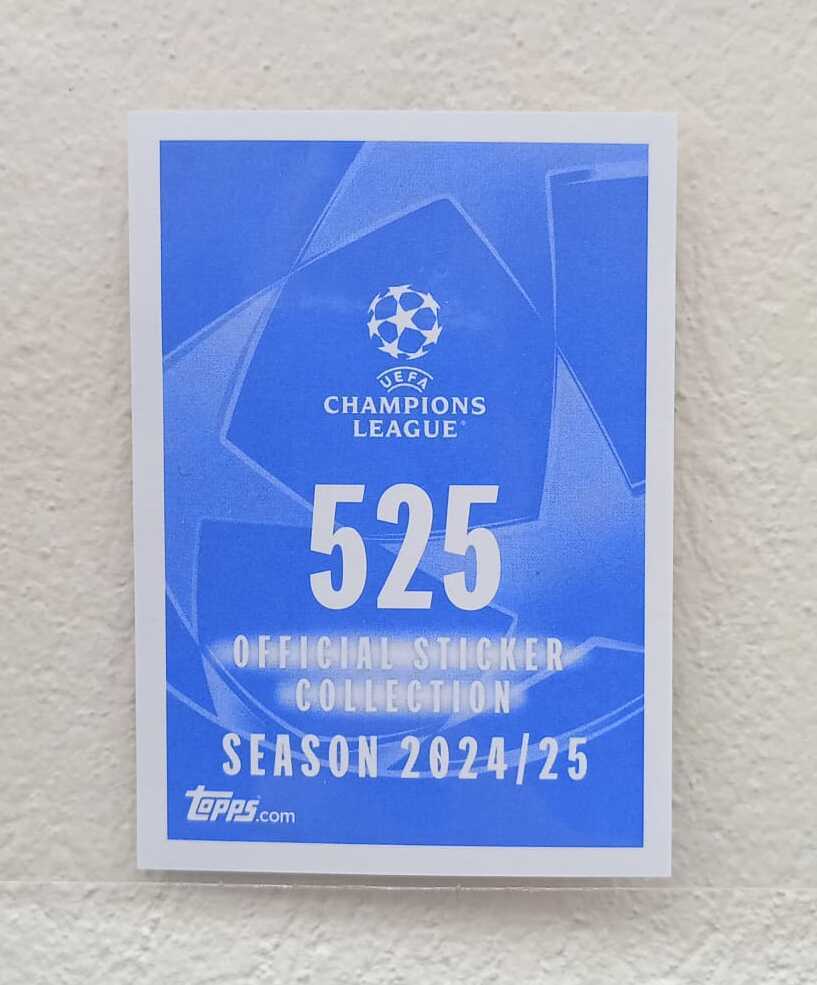 UEFA
CHAMPIONS
LEAGUE®
525
OFFICIAL STICKER
COLLECTION
SEASON 2024/25
topps.com